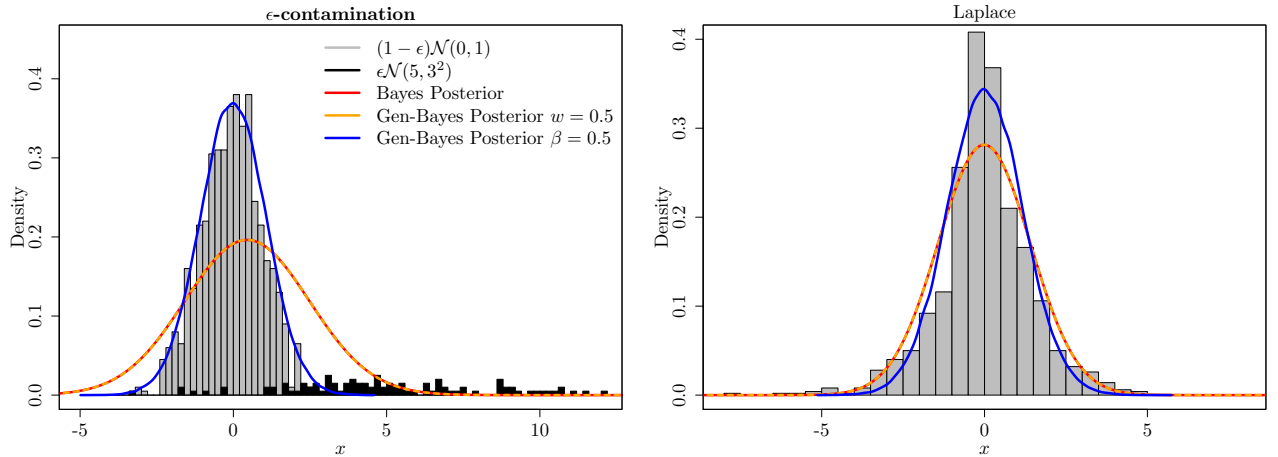 ϵ-contamination
(1 − ϵ)𝒩(0, 1)
ϵ𝒩(5, 3²)
Bayes Posterior
Gen-Bayes Posterior w = 0.5
Gen-Bayes Posterior β = 0.5
Density
0.0
0.1
0.2
0.3
0.4
-5
0
5
10
x
Laplace
Density
0.0
0.1
0.2
0.3
0.4
-5
0
5
x